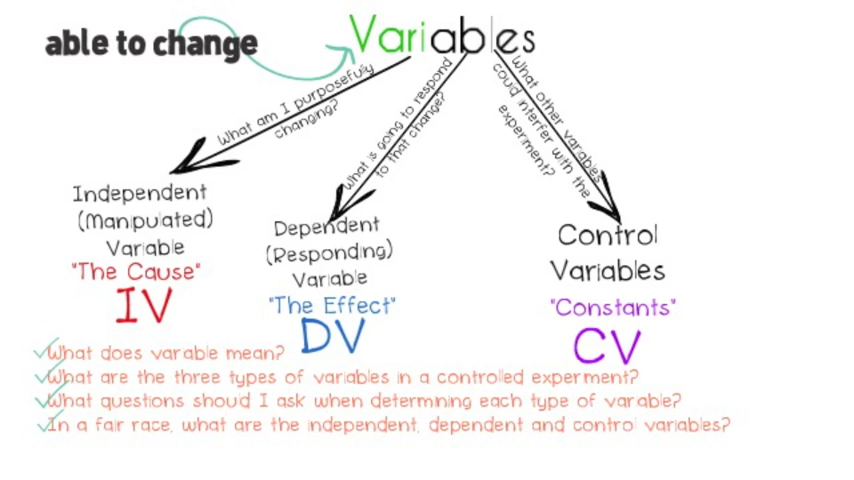 able to change
Variables
What am I purposefully
changing?
What is going to respond
to that change?
What other variables
could interfer with the
experment?
Independent
(Manipulated)
Variable
"The Cause"
IV
Dependent
(Responding)
Variable
"The Effect"
DV
Control
Variables
"Constants"
CV
What does varable mean?
What are the three types of variables in a controlled experment?
What questions should I ask when determining each type of varable?
In a fair race, what are the independent, dependent and control variables?